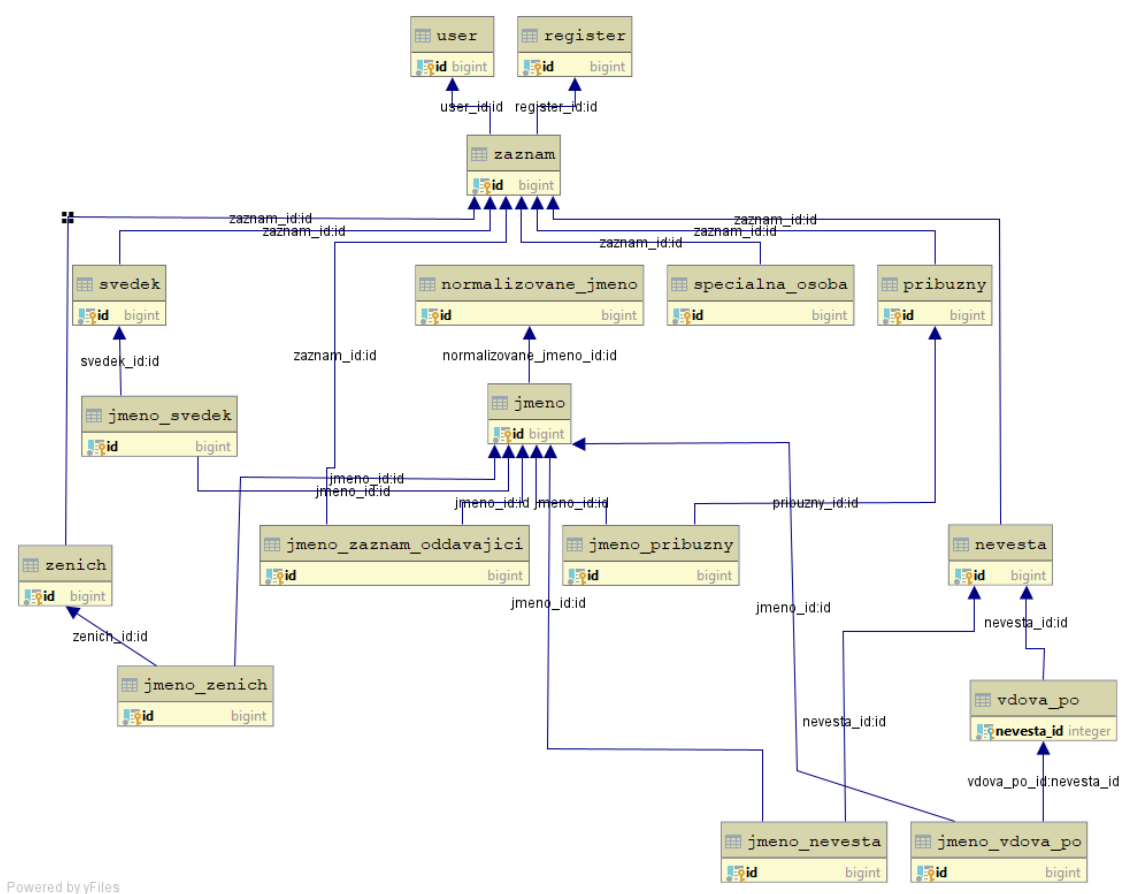 user
register
id bigint
id bigint
user_id:id
register_id:id
zaznam
id bigint
zaznam_id:id
zaznam_id:id
zaznam_id:id
zaznam_id:id
zaznam_id:id
svedek
normalizovane_jmeno
specialna_osoba
pribuzny
id bigint
id bigint
id bigint
id bigint
svedek_id:id
zaznam_id:id
normalizovane_jmeno_id:id
jmeno_svedek
jmeno
id bigint
id bigint
jmeno_id:id
jmeno_id:id
jmeno_id:id
jmeno_id:id
pribuzny_id:id
jmeno_zaznam_oddavajici
jmeno_pribuzny
nevesta
id bigint
id bigint
id bigint
zenich
id bigint
jmeno_id:id
jmeno_id:id
nevesta_id:id
zenich_id:id
jmeno_zenich
id bigint
vdova_po
nevesta_id integer
nevesta_id:id
vdova_po_id:nevesta_id
jmeno_nevesta
jmeno_vdova_po
id bigint
id bigint
Powered by yFiles